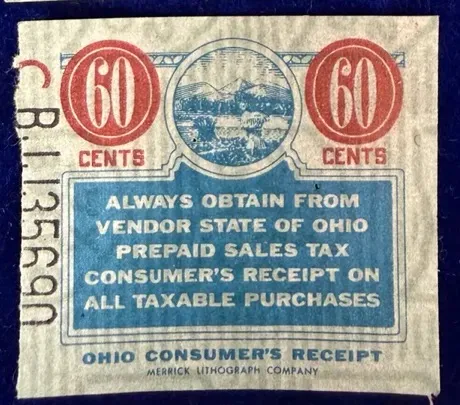 60 60
CENTS CENTS
C B1135690
ALWAYS OBTAIN FROM
VENDOR STATE OF OHIO
PREPAID SALES TAX
CONSUMER'S RECEIPT ON
ALL TAXABLE PURCHASES
OHIO CONSUMER'S RECEIPT
MERRICK LITHOGRAPH COMPANY